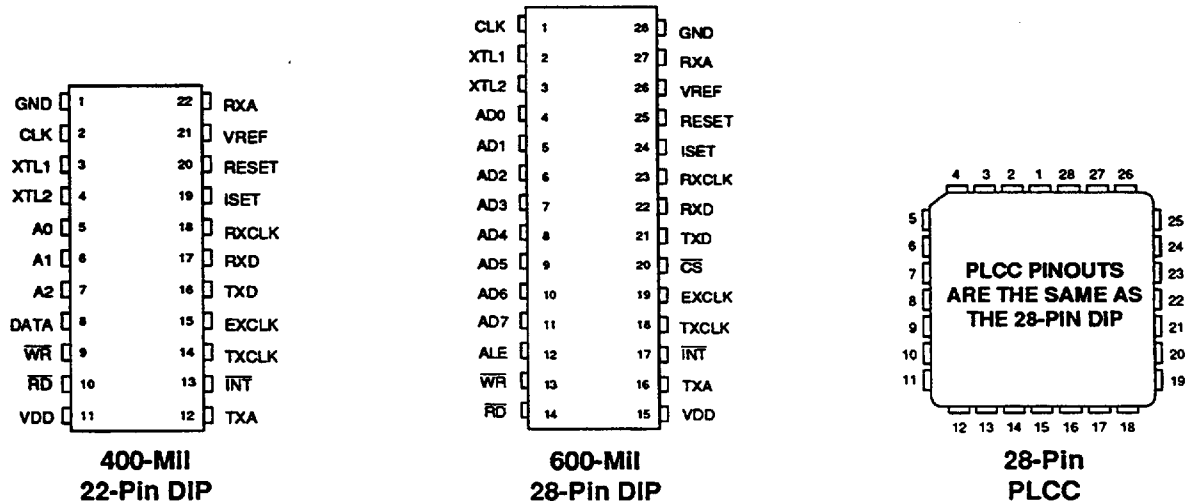 GND 1 22 RXA
CLK 2 21 VREF
XTL1 3 20 RESET
XTL2 4 19 ISET
A0 5 18 RXCLK
A1 6 17 RXD
A2 7 16 TXD
DATA 8 15 EXCLK
W̅R̅ 9 14 TXCLK
R̅D̅ 10 13 I̅N̅T̅
VDD 11 12 TXA
400-Mil
22-Pin DIP
CLK 1 28 GND
XTL1 2 27 RXA
XTL2 3 26 VREF
AD0 4 25 RESET
AD1 5 24 ISET
AD2 6 23 RXCLK
AD3 7 22 RXD
AD4 8 21 TXD
AD5 9 20 C̅S̅
AD6 10 19 EXCLK
AD7 11 18 TXCLK
ALE 12 17 I̅N̅T̅
W̅R̅ 13 16 TXA
R̅D̅ 14 15 VDD
600-Mil
28-Pin DIP
4 3 2 1 28 27 26
5 25
6 24
7 23
8 22
9 21
10 20
11 19
PLCC PINOUTS
ARE THE SAME AS
THE 28-PIN DIP
12 13 14 15 16 17 18
28-Pin
PLCC